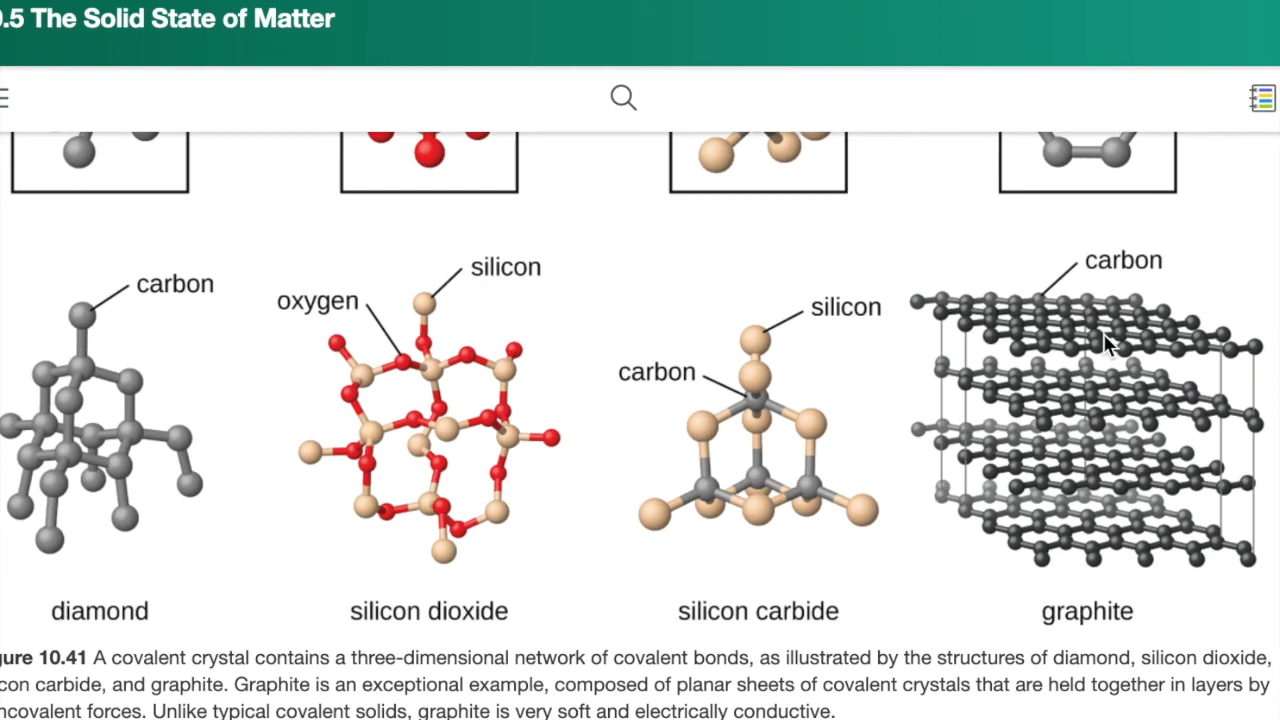 0.5 The Solid State of Matter
carbon
silicon
oxygen
silicon
carbon
carbon
diamond
silicon dioxide
silicon carbide
graphite
gure 10.41 A covalent crystal contains a three-dimensional network of covalent bonds, as illustrated by the structures of diamond, silicon dioxide,
con carbide, and graphite. Graphite is an exceptional example, composed of planar sheets of covalent crystals that are held together in layers by
ncovalent forces. Unlike typical covalent solids, graphite is very soft and electrically conductive.